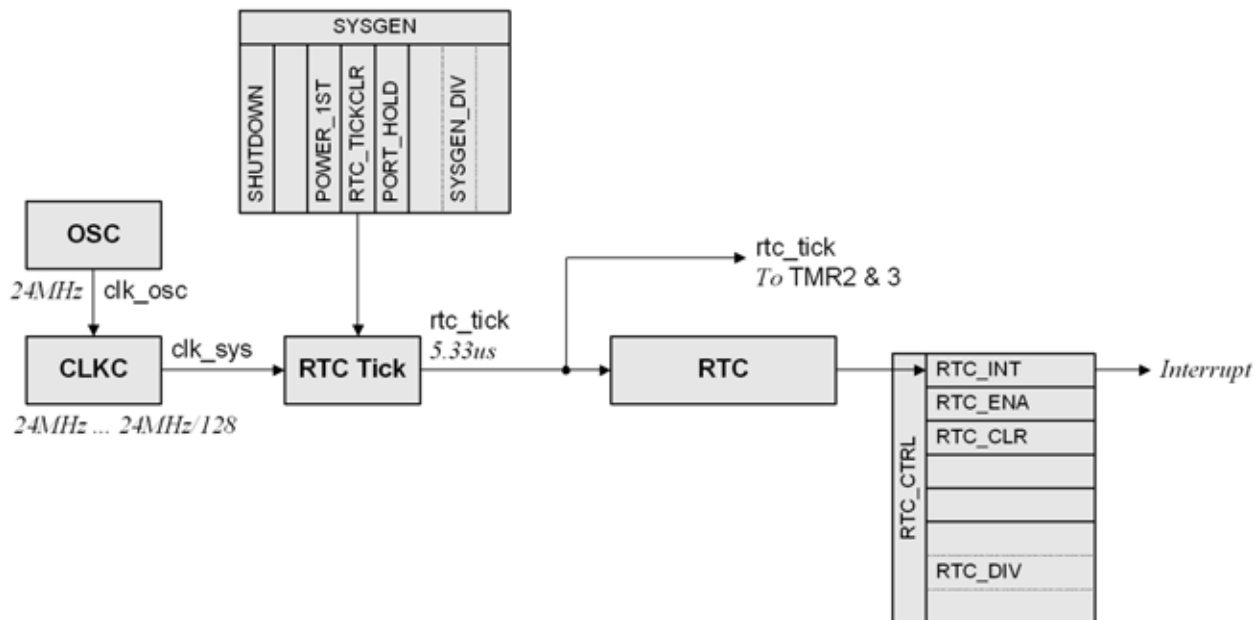 SYSGEN
SHUTDOWN
POWER_1ST
RTC_TICKCLR
PORT_HOLD
SYSGEN_DIV
OSC
24MHz
clk_osc
CLKC
24MHz ... 24MHz/128
clk_sys
RTC Tick
rtc_tick
5.33us
rtc_tick
To TMR2 & 3
RTC
RTC_CTRL
RTC_INT
RTC_ENA
RTC_CLR
RTC_DIV
Interrupt